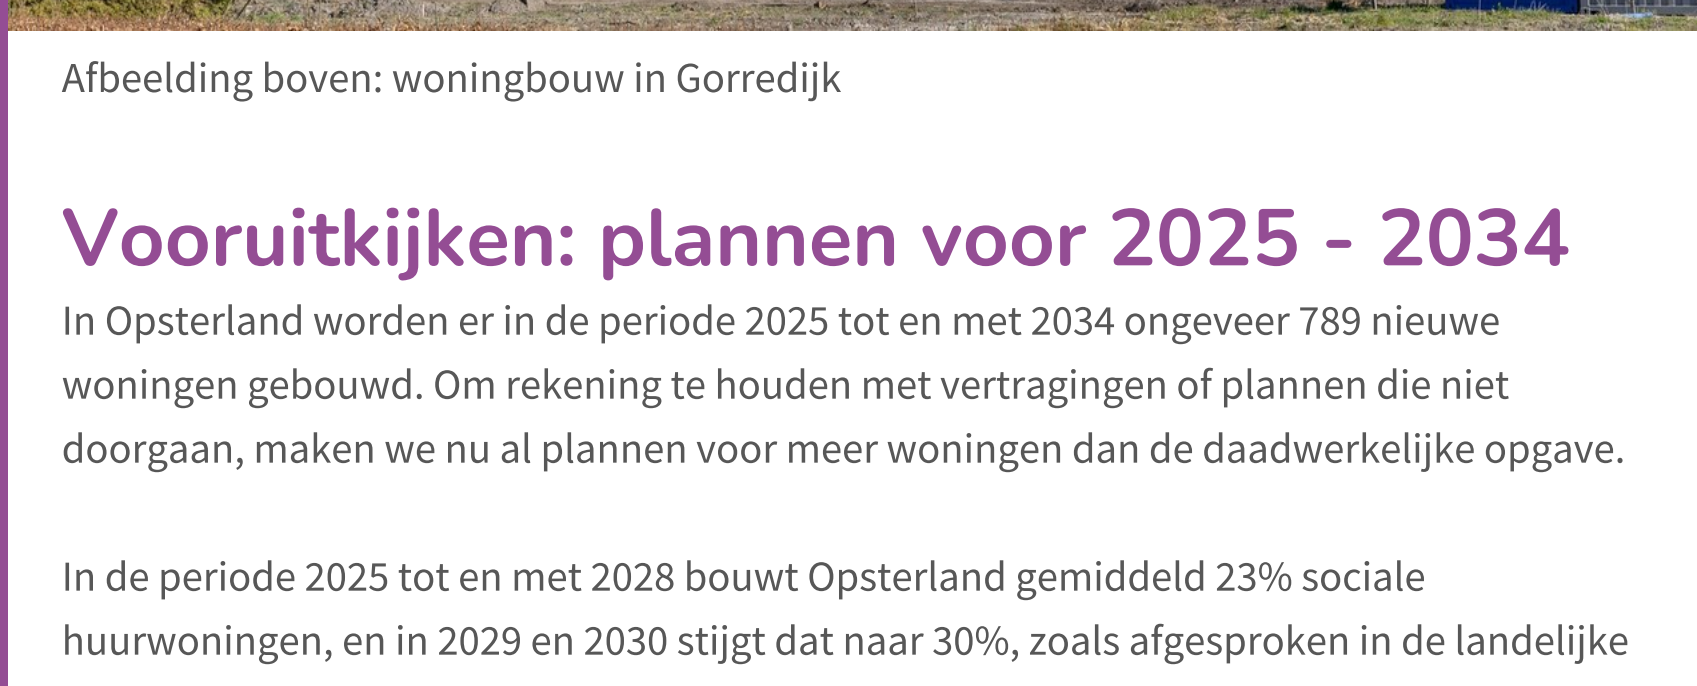 Afbeelding boven: woningbouw in Gorredijk
Vooruitkijken: plannen voor 2025 - 2034
In Opsterland worden er in de periode 2025 tot en met 2034 ongeveer 789 nieuwe
woningen gebouwd. Om rekening te houden met vertragingen of plannen die niet
doorgaan, maken we nu al plannen voor meer woningen dan de daadwerkelijke opgave.
In de periode 2025 tot en met 2028 bouwt Opsterland gemiddeld 23% sociale
huurwoningen, en in 2029 en 2030 stijgt dat naar 30%, zoals afgesproken in de landelijke